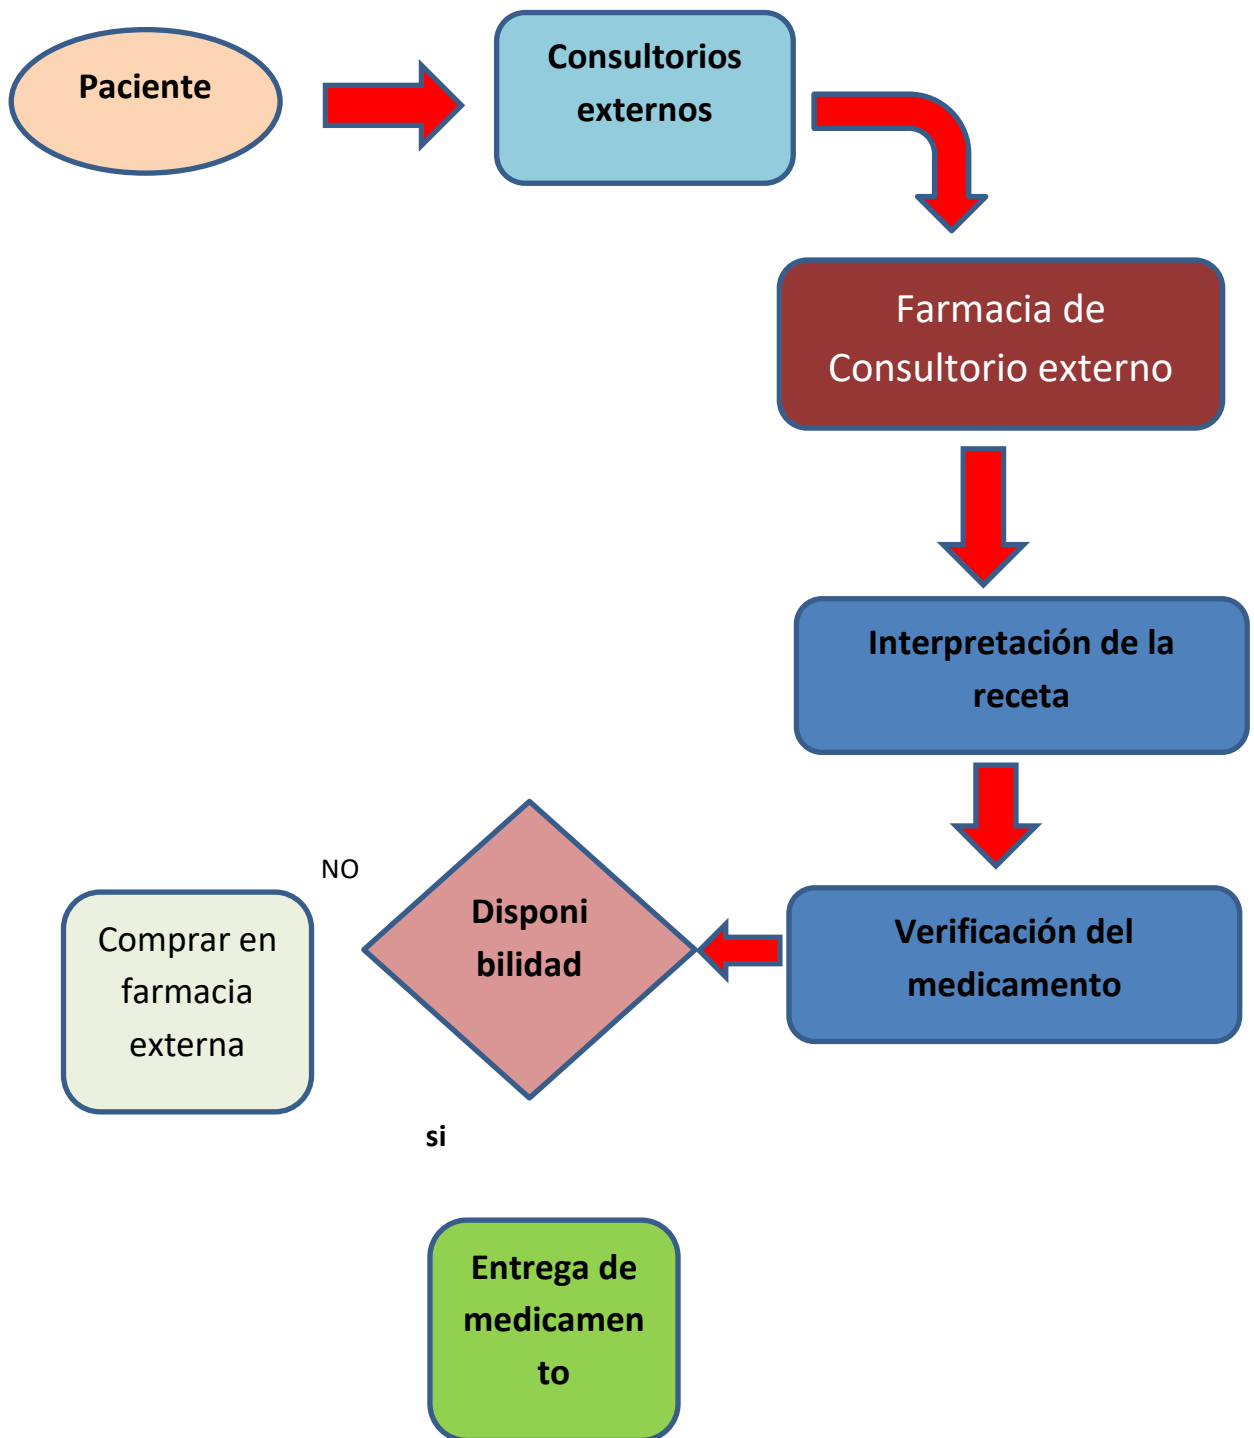 Paciente
Consultorios
externos
Farmacia de
Consultorio externo
Interpretación de la
receta
Verificación del
medicamento
Disponi
bilidad
NO
Comprar en
farmacia
externa
si
Entrega de
medicamen
to